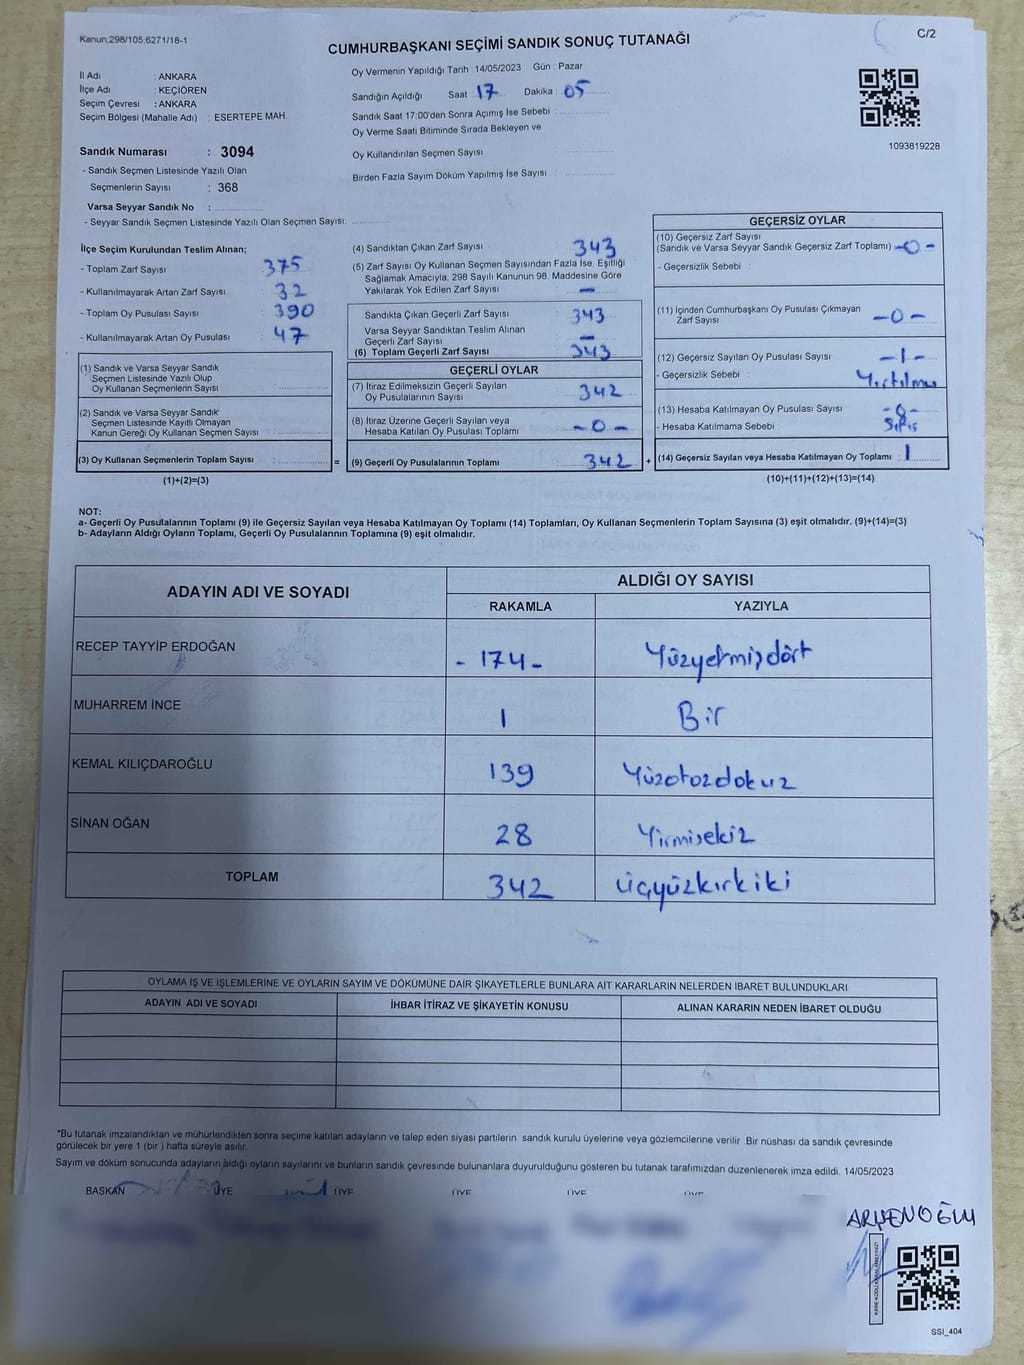 Kanun.298/105:6271/18-1
C/2
CUMHURBAŞKANI SEÇİMİ SANDIK SONUÇ TUTANAĞI
İl Adı : ANKARA
İlçe Adı : KEÇİÖREN
Seçim Çevresi : ANKARA
Seçim Bölgesi (Mahalle Adı) : ESERTEPE MAH.
Sandık Numarası : 3094
- Sandık Seçmen Listesinde Yazılı Olan
Seçmenlerin Sayısı : 368
Varsa Seyyar Sandık No :
- Seyyar Sandık Seçmen Listesinde Yazılı Olan Seçmen Sayısı:
Oy Vermenin Yapıldığı Tarih : 14/05/2023 Gün : Pazar
Sandığın Açıldığı Saat : 17 Dakika : 05
Sandık Saat 17:00'den Sonra Açımış İse Sebebi :
Oy Verme Saati Bitiminde Sırada Bekleyen ve
Oy Kullandırılan Seçmen Sayısı :
Birden Fazla Sayım Döküm Yapılmış İse Sayısı :
1093819228
İlçe Seçim Kurulundan Teslim Alınan;
- Toplam Zarf Sayısı : 375
- Kullanılmayarak Artan Zarf Sayısı : 32
- Toplam Oy Pusulası Sayısı : 390
- Kullanılmayarak Artan Oy Pusulası : 47
(1) Sandık ve Varsa Seyyar Sandık
Seçmen Listesinde Yazılı Olup
Oy Kullanan Seçmenlerin Sayısı :
(2) Sandık ve Varsa Seyyar Sandık
Seçmen Listesinde Kayıtlı Olmayan
Kanun Gereği Oy Kullanan Seçmen Sayısı :
(3) Oy Kullanan Seçmenlerin Toplam Sayısı :
=
(1)+(2)=(3)
(4) Sandıktan Çıkan Zarf Sayısı : 343
(5) Zarf Sayısı Oy Kullanan Seçmen Sayısından Fazla İse, Eşitliği
Sağlamak Amacıyla; 298 Sayılı Kanunun 98. Maddesine Göre
Yakılarak Yok Edilen Zarf Sayısı : -
Sandıkta Çıkan Geçerli Zarf Sayısı : 343
Varsa Seyyar Sandıktan Teslim Alınan
Geçerli Zarf Sayısı : -
(6) Toplam Geçerli Zarf Sayısı : 343
GEÇERLİ OYLAR
(7) İtiraz Edilmeksizin Geçerli Sayılan
Oy Pusulalarının Sayısı : 342
(8) İtiraz Üzerine Geçerli Sayılan veya
Hesaba Katılan Oy Pusulası Toplamı : -0-
(9) Geçerli Oy Pusulalarının Toplamı : 342
+
GEÇERSİZ OYLAR
(10) Geçersiz Zarf Sayısı
(Sandık ve Varsa Seyyar Sandık Geçersiz Zarf Toplamı) : -0-
- Geçersizlik Sebebi :
(11) İçinden Cumhurbaşkanı Oy Pusulası Çıkmayan
Zarf Sayısı : -0-
(12) Geçersiz Sayılan Oy Pusulası Sayısı : -1-
- Geçersizlik Sebebi : Yırtılmış
(13) Hesaba Katılmayan Oy Pusulası Sayısı : -0-
- Hesaba Katılmama Sebebi :
(14) Geçersiz Sayılan veya Hesaba Katılmayan Oy Toplamı : 1
(10)+(11)+(12)+(13)=(14)
NOT:
a- Geçerli Oy Pusulalarının Toplamı (9) ile Geçersiz Sayılan veya Hesaba Katılmayan Oy Toplamı (14) Toplamları, Oy Kullanan Seçmenlerin Toplam Sayısına (3) eşit olmalıdır. (9)+(14)=(3)
b- Adayların Aldığı Oyların Toplamı, Geçerli Oy Pusulalarının Toplamına (9) eşit olmalıdır.
ADAYIN ADI VE SOYADI
ALDIĞI OY SAYISI
RAKAMLA YAZIYLA
RECEP TAYYİP ERDOĞAN -174- Yüzyetmişdört
MUHARREM İNCE 1 Bir
KEMAL KILIÇDAROĞLU 139 Yüzotozdokuz
SİNAN OĞAN 28 Yirmisekiz
TOPLAM 342 üçyüzkırkiki
OYLAMA İŞ VE İŞLEMLERİNE VE OYLARIN SAYIM VE DÖKÜMÜNE DAİR ŞİKAYETLERLE BUNLARA AİT KARARLARIN NELERDEN İBARET BULUNDUKLARI
ADAYIN ADI VE SOYADI İHBAR İTİRAZ VE ŞİKAYETİN KONUSU ALINAN KARARIN NEDEN İBARET OLDUĞU
*Bu tutanak imzalandıktan ve mühürlendikten sonra seçime katılan adayların ve talep eden siyasi partilerin sandık kurulu üyelerine veya gözlemcilerine verilir. Bir nüshası da sandık çevresinde
görülecek bir yere 1 (bir ) hafta süreyle asılır.
Sayım ve döküm sonucunda adayların aldığı oyların sayılarını ve bunların sandık çevresinde bulunanlara duyurulduğunu gösteren bu tutanak tarafımızdan düzenlenerek imza edildi. 14/05/2023
BAŞKAN ÜYE ÜYE ÜYE ÜYE ÜYE
SSI_404